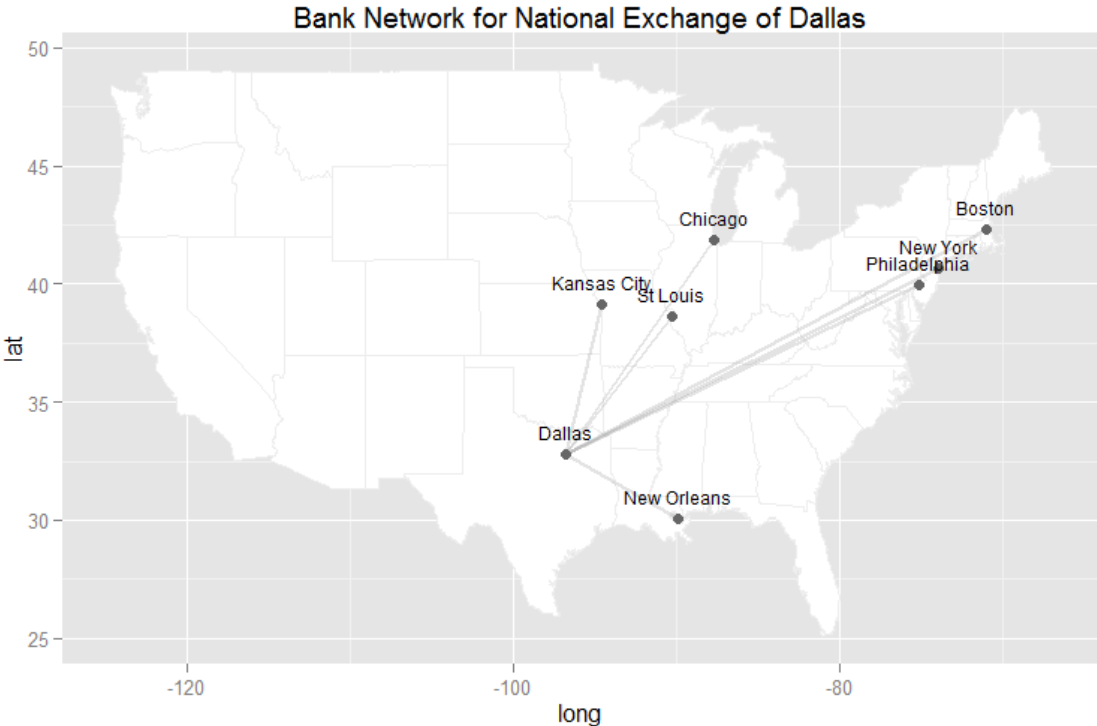 Bank Network for National Exchange of Dallas
50
45
40
35
30
25
lat
Boston
Chicago
New York
Philadelphia
Kansas City
St Louis
Dallas
New Orleans
-120
-100
-80
long